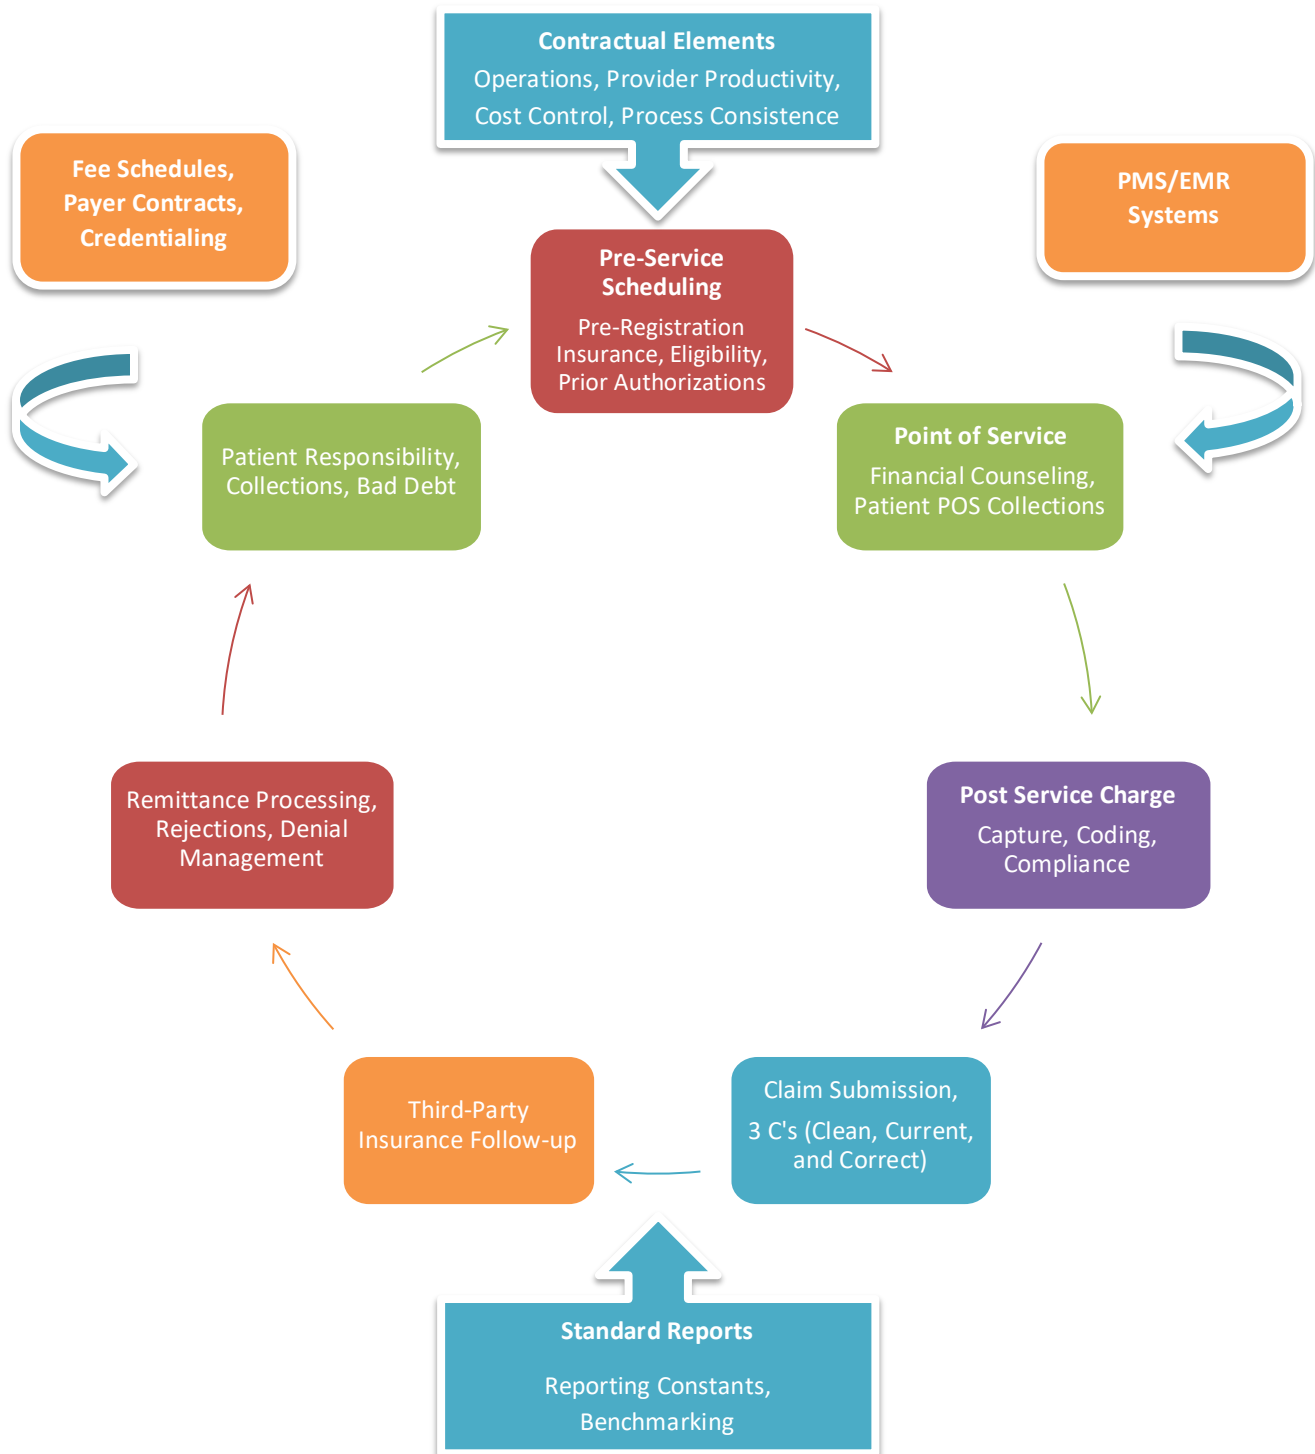 Contractual Elements
Operations, Provider Productivity,
Cost Control, Process Consistence
Fee Schedules,
Payer Contracts,
Credentialing
PMS/EMR
Systems
Pre-Service
Scheduling
Pre-Registration
Insurance, Eligibility,
Prior Authorizations
Point of Service
Financial Counseling,
Patient POS Collections
Post Service Charge
Capture, Coding,
Compliance
Claim Submission,
3 C's (Clean, Current,
and Correct)
Third-Party
Insurance Follow-up
Remittance Processing,
Rejections, Denial
Management
Patient Responsibility,
Collections, Bad Debt
Standard Reports
Reporting Constants,
Benchmarking